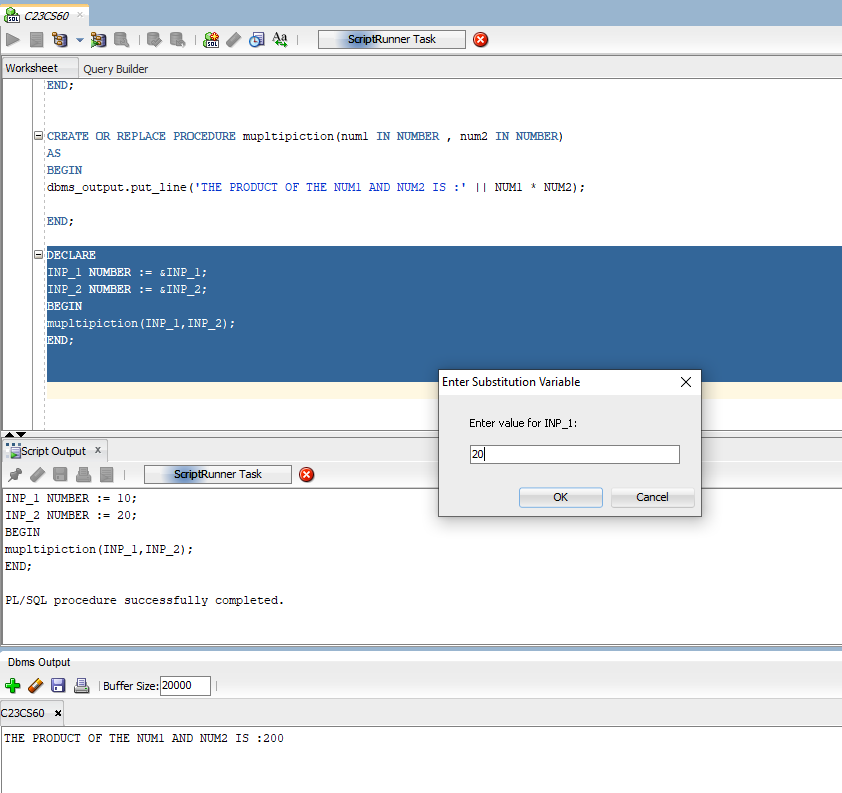 C23CS60
SQL
SQL
Aa
ScriptRunner Task
Worksheet
Query Builder
END;
CREATE OR REPLACE PROCEDURE mupltipiction(num1 IN NUMBER , num2 IN NUMBER)
AS
BEGIN
dbms_output.put_line('THE PRODUCT OF THE NUM1 AND NUM2 IS :' || NUM1 * NUM2);
END;
DECLARE
INP_1 NUMBER := &INP_1;
INP_2 NUMBER := &INP_2;
BEGIN
mupltipiction(INP_1,INP_2);
END;
Enter Substitution Variable
Enter value for INP_1:
20
OK
Cancel
Script Output
ScriptRunner Task
INP_1 NUMBER := 10;
INP_2 NUMBER := 20;
BEGIN
mupltipiction(INP_1,INP_2);
END;
PL/SQL procedure successfully completed.
Dbms Output
Buffer Size: 20000
C23CS60
THE PRODUCT OF THE NUM1 AND NUM2 IS :200